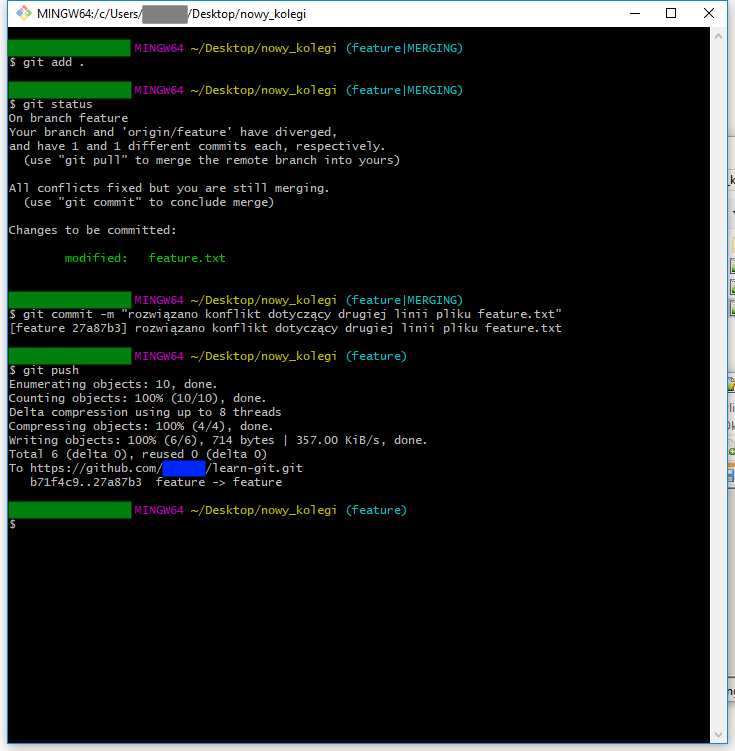 MINGW64:/c/Users/ /Desktop/nowy_kolegi
MINGW64 ~/Desktop/nowy_kolegi (feature|MERGING)
$ git add .
MINGW64 ~/Desktop/nowy_kolegi (feature|MERGING)
$ git status
On branch feature
Your branch and 'origin/feature' have diverged,
and have 1 and 1 different commits each, respectively.
(use "git pull" to merge the remote branch into yours)
All conflicts fixed but you are still merging.
(use "git commit" to conclude merge)
Changes to be committed:
modified: feature.txt
MINGW64 ~/Desktop/nowy_kolegi (feature|MERGING)
$ git commit -m "rozwiązano konflikt dotyczący drugiej linii pliku feature.txt"
[feature 27a87b3] rozwiązano konflikt dotyczący drugiej linii pliku feature.txt
MINGW64 ~/Desktop/nowy_kolegi (feature)
$ git push
Enumerating objects: 10, done.
Counting objects: 100% (10/10), done.
Delta compression using up to 8 threads
Compressing objects: 100% (4/4), done.
Writing objects: 100% (6/6), 714 bytes | 357.00 KiB/s, done.
Total 6 (delta 0), reused 0 (delta 0)
To https://github.com/ /learn-git.git
b71f4c9..27a87b3 feature -> feature
MINGW64 ~/Desktop/nowy_kolegi (feature)
$